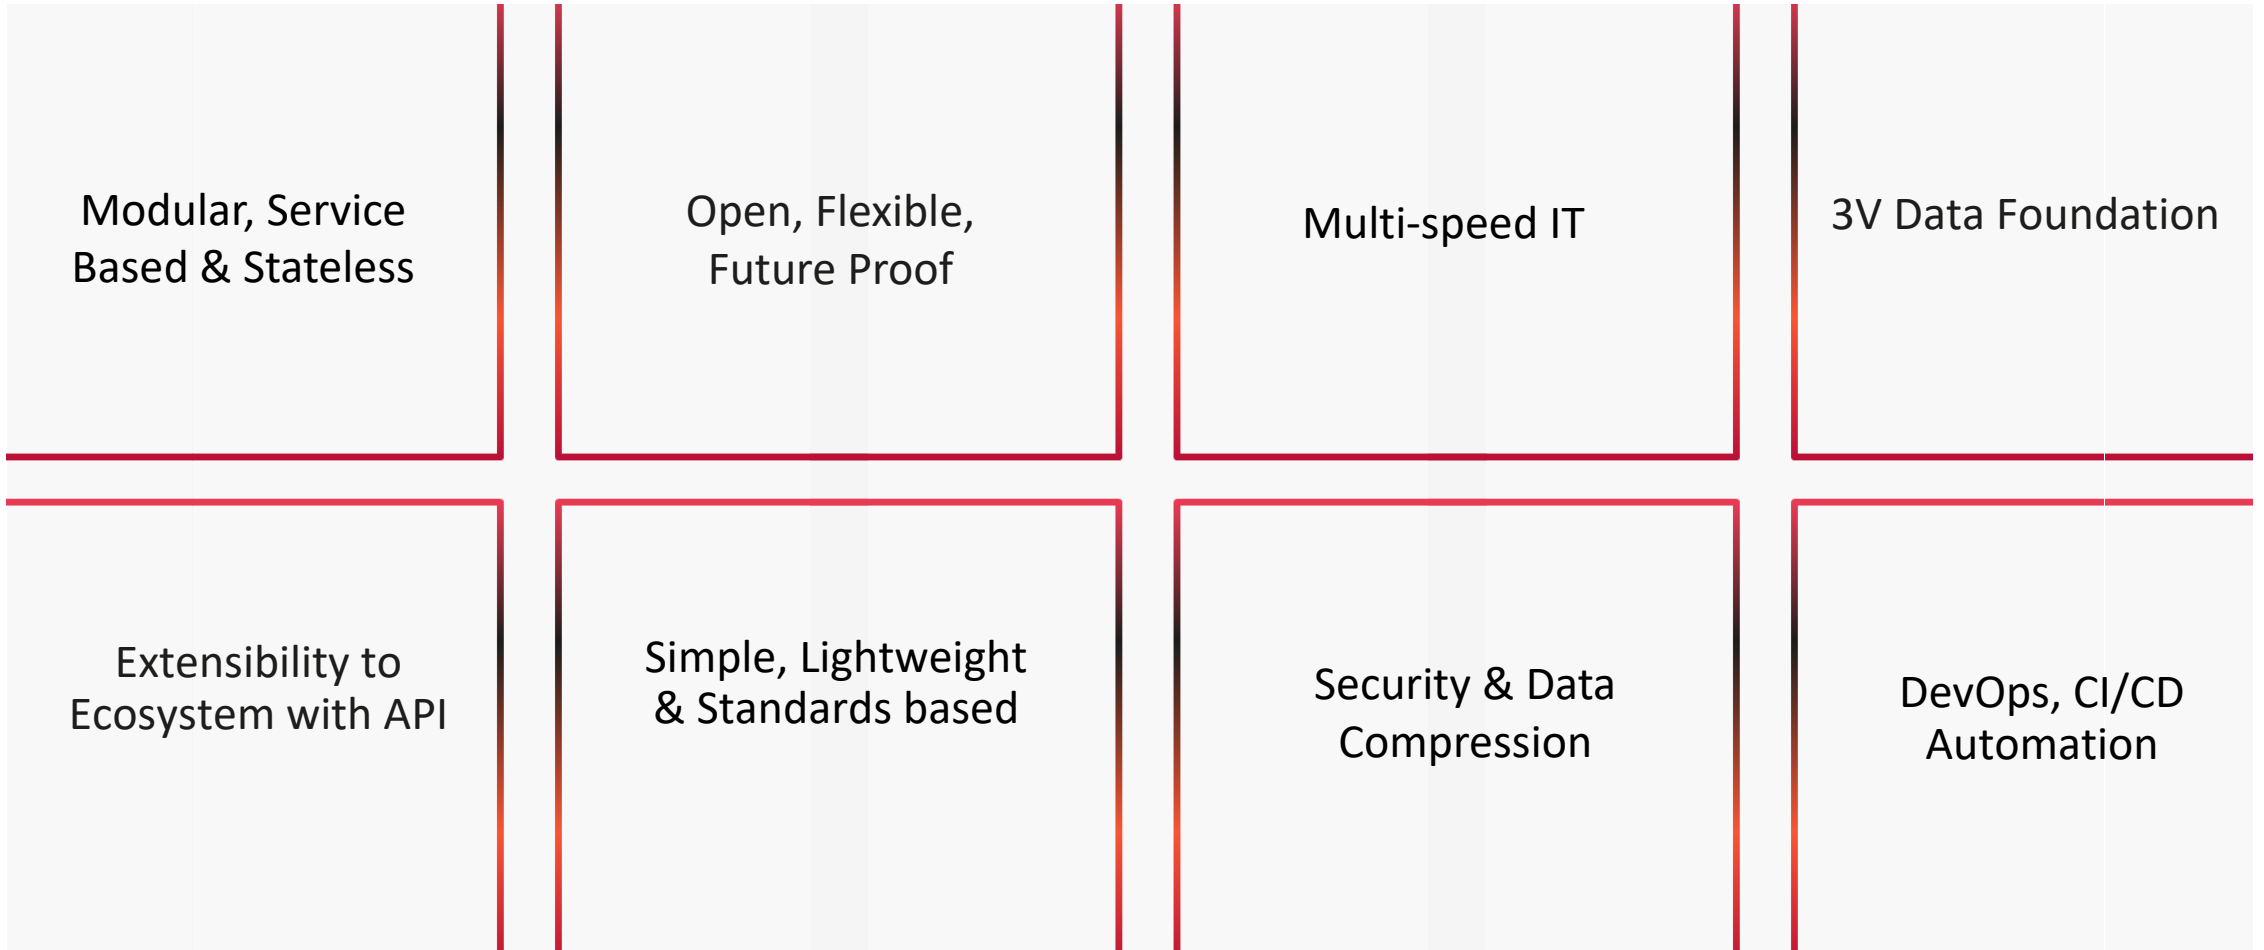 Modular, Service
Based & Stateless
Open, Flexible,
Future Proof
Multi-speed IT
3V Data Foundation
Extensibility to
Ecosystem with API
Simple, Lightweight
& Standards based
Security & Data
Compression
DevOps, CI/CD
Automation